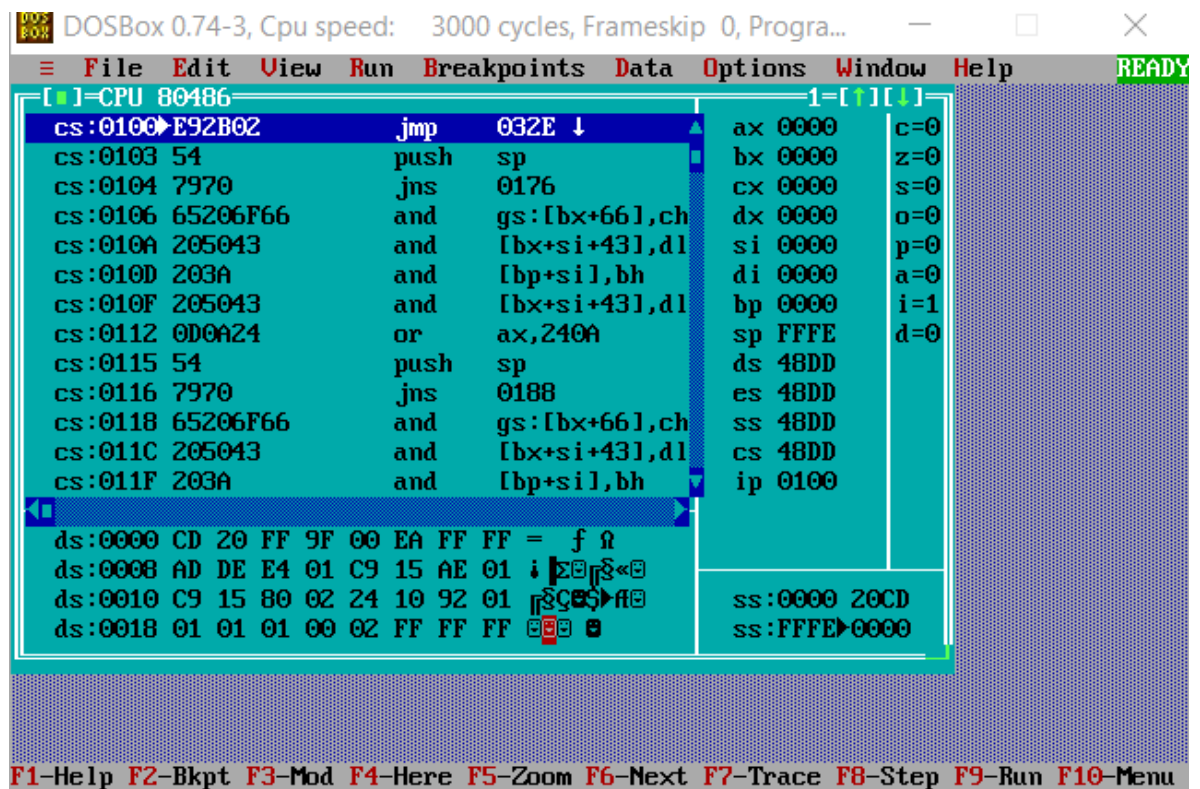 DOSBox 0.74-3, Cpu speed: 3000 cycles, Frameskip 0, Progra...
≡ File Edit View Run Breakpoints Data Options Window Help READY
[■]=CPU 80486 1=[↑][↓]
cs:0100►E92B02 jmp 032E ↓ ax 0000 c=0
cs:0103 54 push sp bx 0000 z=0
cs:0104 7970 jns 0176 cx 0000 s=0
cs:0106 65206F66 and gs:[bx+66],ch dx 0000 o=0
cs:010A 205043 and [bx+si+43],dl si 0000 p=0
cs:010D 203A and [bp+si],bh di 0000 a=0
cs:010F 205043 and [bx+si+43],dl bp 0000 i=1
cs:0112 0D0A24 or ax,240A sp FFFE d=0
cs:0115 54 push sp ds 48DD
cs:0116 7970 jns 0188 es 48DD
cs:0118 65206F66 and gs:[bx+66],ch ss 48DD
cs:011C 205043 and [bx+si+43],dl cs 48DD
cs:011F 203A and [bp+si],bh ip 0100
ds:0000 CD 20 FF 9F 00 EA FF FF = ƒ Ω
ds:0008 AD DE E4 01 C9 15 AE 01 ¡▐Σ☺╔§«☺
ds:0010 C9 15 80 02 24 10 92 01 ╔§Ç☻$►Æ☺ ss:0000 20CD
ds:0018 01 01 01 00 02 FF FF FF ☺☺☺ ☻ ss:FFFE►0000
F1-Help F2-Bkpt F3-Mod F4-Here F5-Zoom F6-Next F7-Trace F8-Step F9-Run F10-Menu